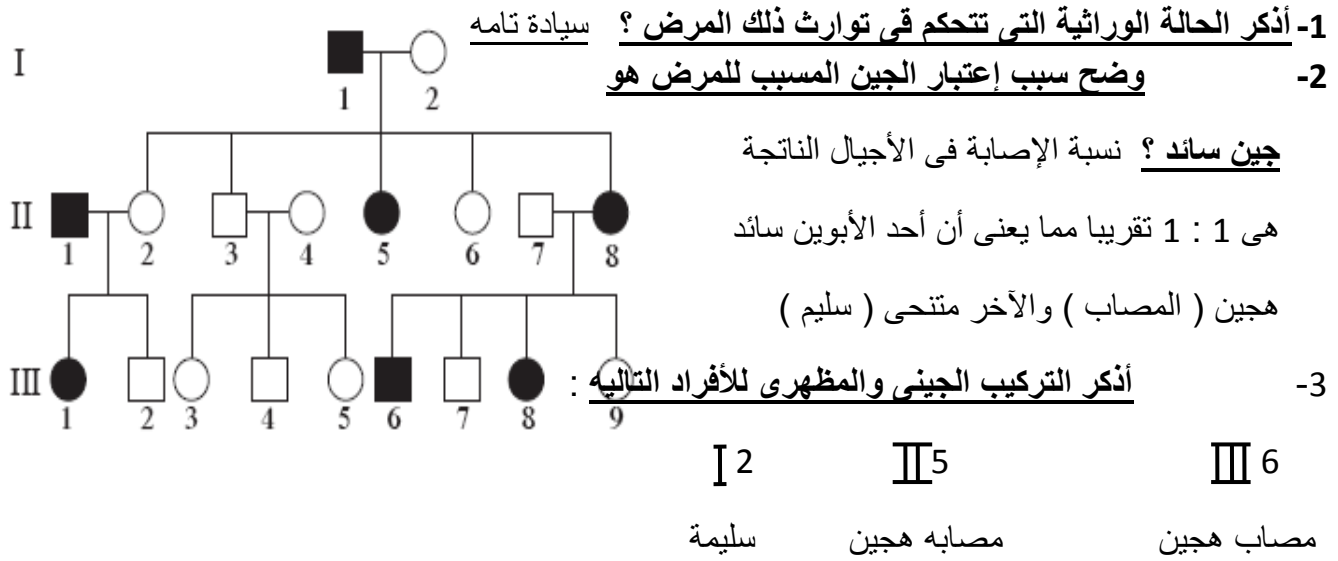 1- أذكر الحالة الوراثية التى تتحكم قى توارث ذلك المرض ؟ سيادة تامه
2- وضح سبب إعتبار الجين المسبب للمرض هو
جين سائد ؟ نسبة الإصابة فى الأجيال الناتجة
هى 1 : 1 تقريبا مما يعنى أن أحد الأبوين سائد
هجين ( المصاب ) والآخر متنحى ( سليم )
3- أذكر التركيب الجينى والمظهرى للأفراد التاليه :
III 6 II 5 I 2
مصاب هجين مصابه هجين سليمة
I
1 2
II
1 2 3 4 5 6 7 8
III
1 2 3 4 5 6 7 8 9